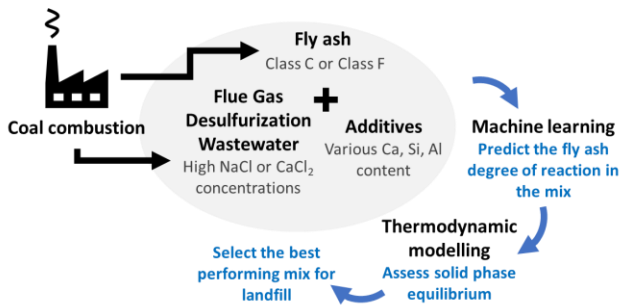 Fly ash
Class C or Class F
Coal combustion
Flue Gas
Desulfurization
Wastewater
High NaCl or CaCl₂
concentrations
+
Additives
Various Ca, Si, Al
content
Machine learning
Predict the fly ash
degree of reaction in
the mix
Thermodynamic
modelling
Assess solid phase
equilibrium
Select the best
performing mix for
landfill